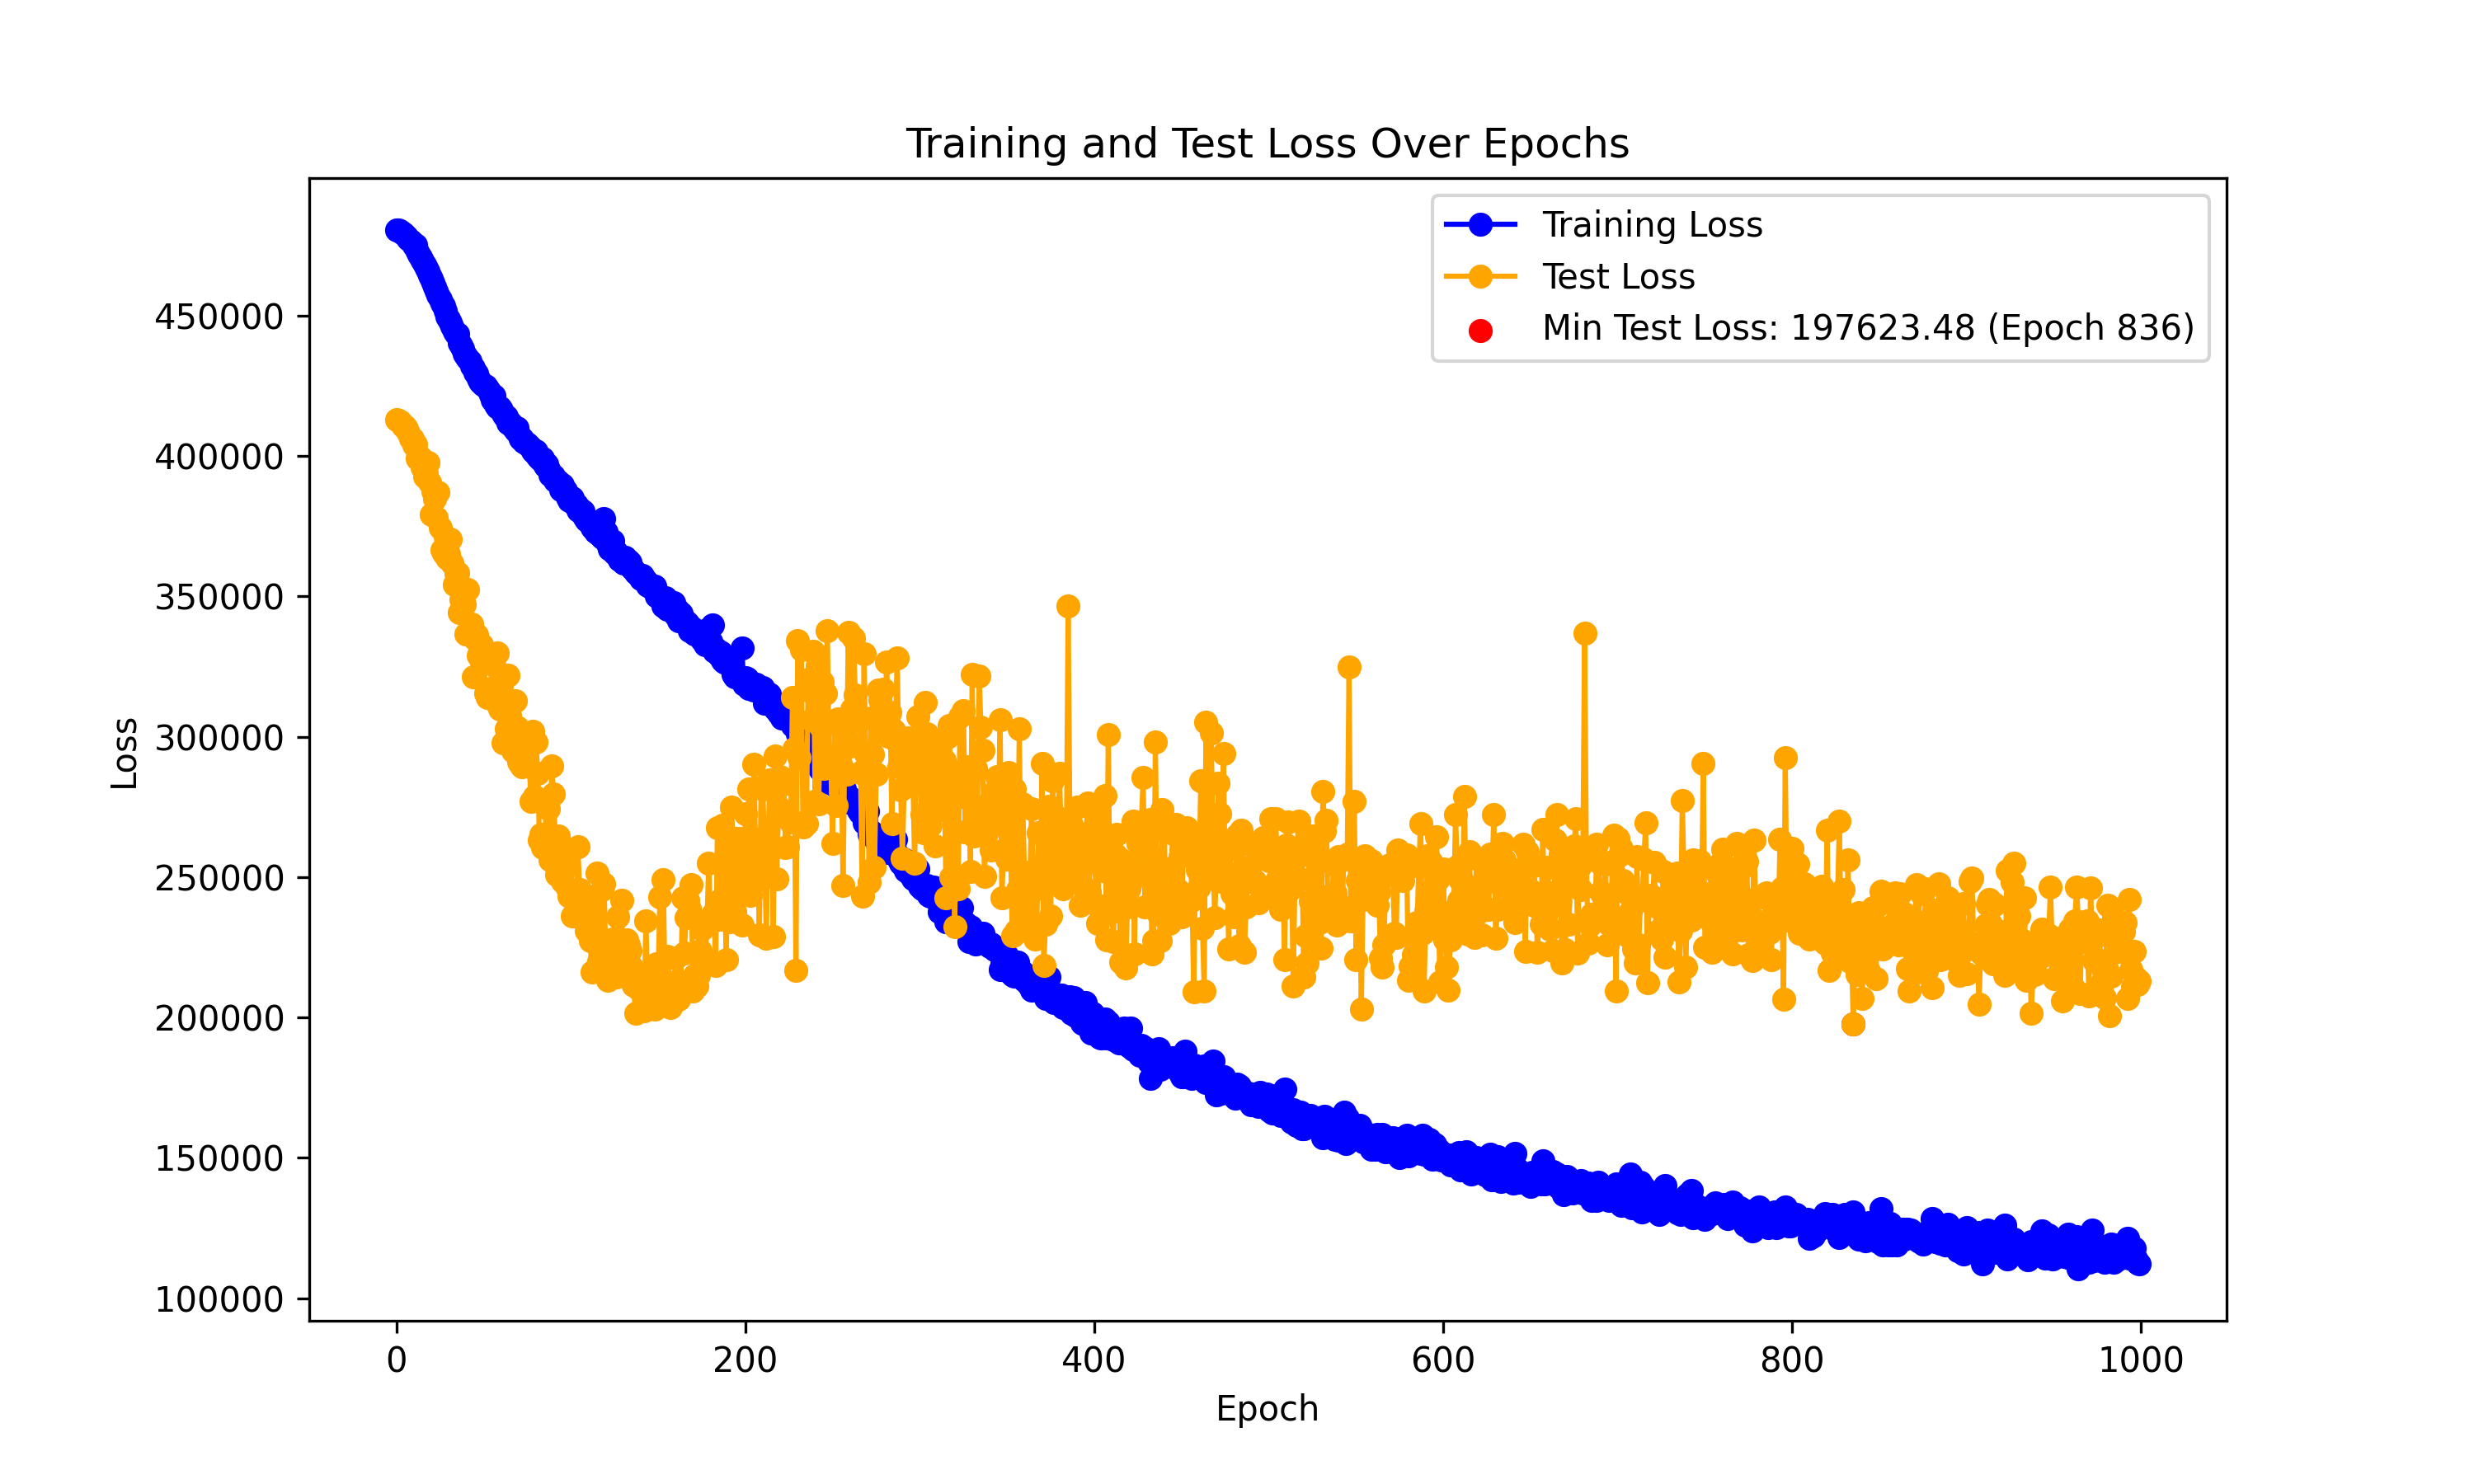 Training and Test Loss Over Epochs
Training Loss
Test Loss
Min Test Loss: 197623.48 (Epoch 836)
Loss
450000
400000
350000
300000
250000
200000
150000
100000
0
200
400
600
800
1000
Epoch